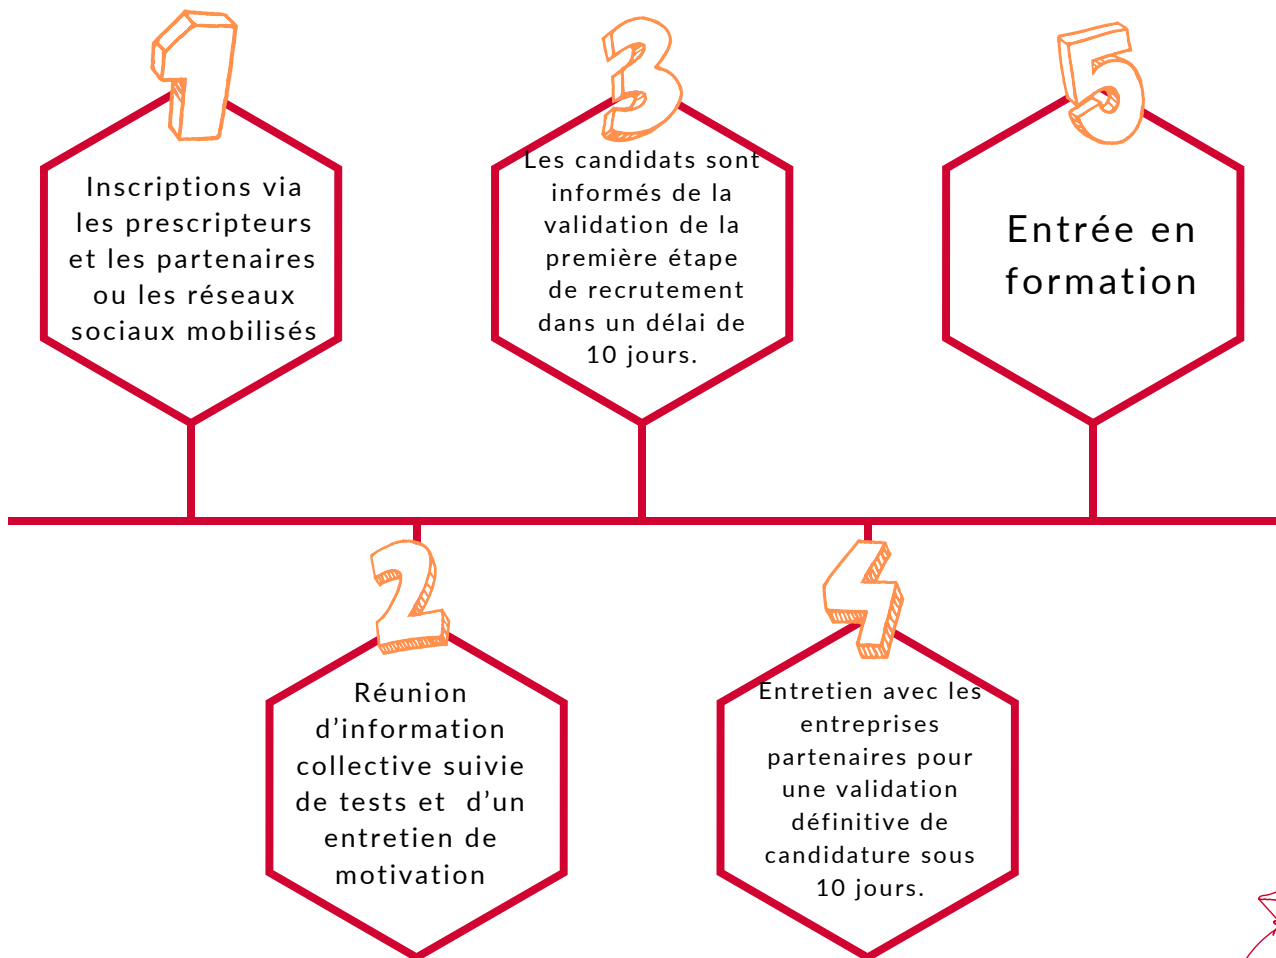 1
Inscriptions via
les prescripteurs
et les partenaires
ou les réseaux
sociaux mobilisés
2
Réunion
d’information
collective suivie
de tests et  d’un
entretien de
motivation
3
Les candidats sont
informés de la
validation de la
première étape
de recrutement
dans un délai de
10 jours.
4
Entretien avec les
entreprises
partenaires pour
une validation
définitive de
candidature sous
10 jours.
5
Entrée en
formation